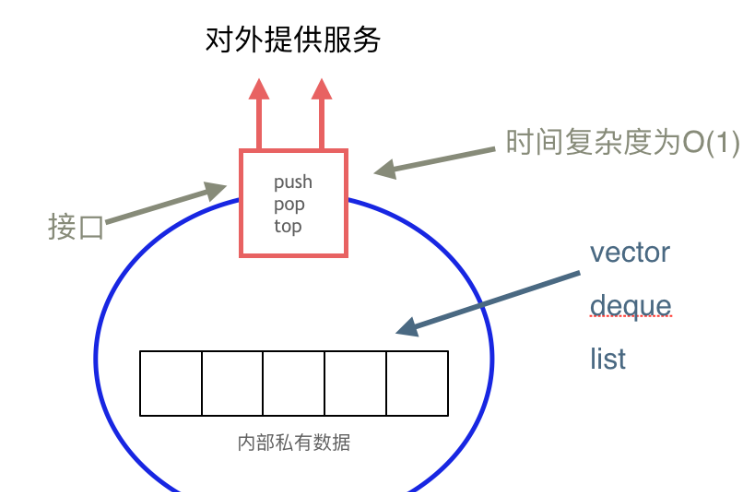 对外提供服务
时间复杂度为O(1)
push
pop
top
接口
vector
deque
list
内部私有数据